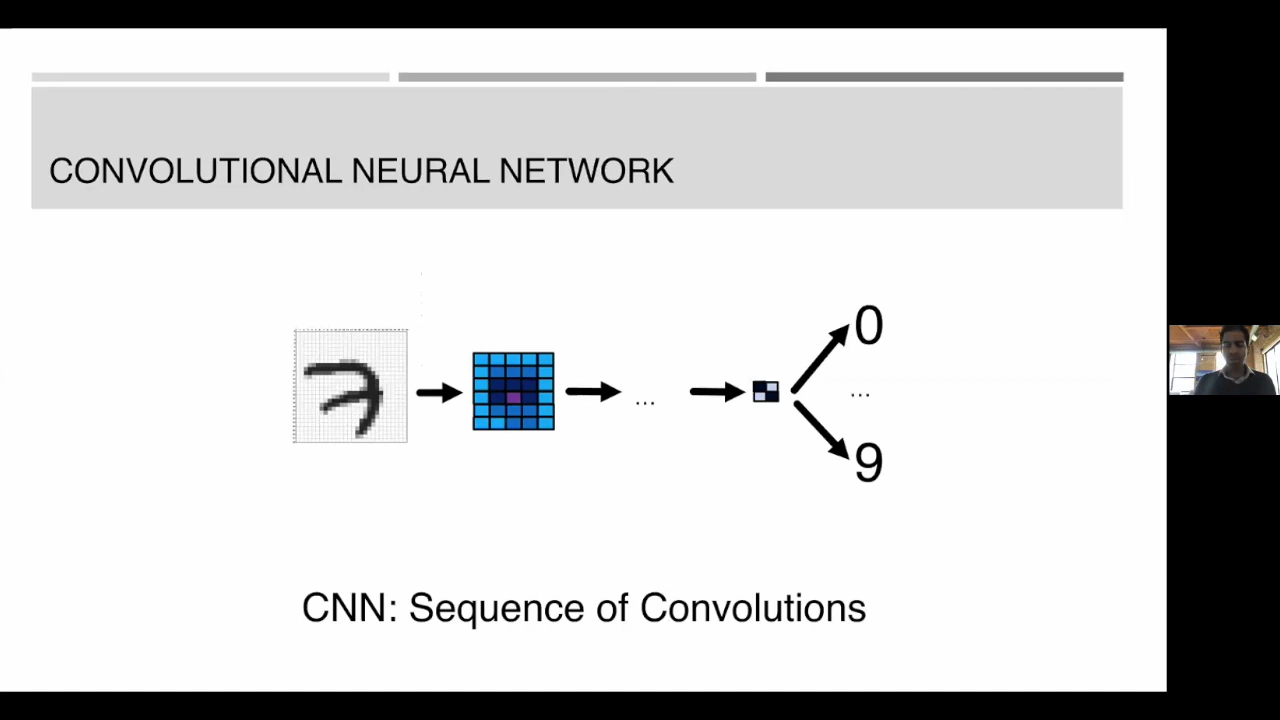 CONVOLUTIONAL NEURAL NETWORK
0
...
...
9
CNN: Sequence of Convolutions